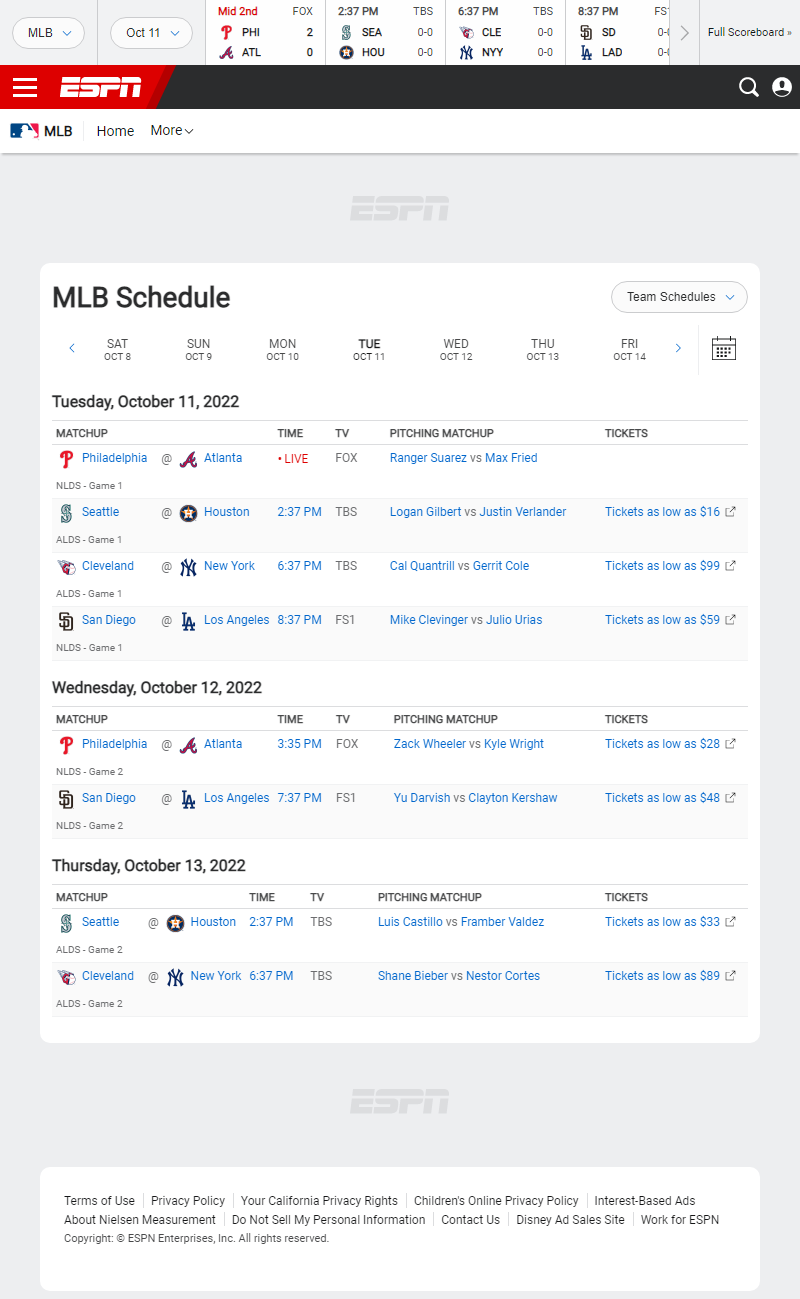 MLB
Oct 11
Mid 2nd FOX
PHI 2
ATL 0
2:37 PM TBS
SEA 0-0
HOU 0-0
6:37 PM TBS
CLE 0-0
NYY 0-0
8:37 PM FS1
SD 0-0
LAD 0-0
Full Scoreboard »
ESPN
MLB Home More
ESPN
MLB Schedule
Team Schedules
SAT SUN MON TUE WED THU FRI
OCT 8 OCT 9 OCT 10 OCT 11 OCT 12 OCT 13 OCT 14
Tuesday, October 11, 2022
MATCHUP TIME TV PITCHING MATCHUP TICKETS
Philadelphia @ Atlanta • LIVE FOX Ranger Suarez vs Max Fried
NLDS - Game 1
Seattle @ Houston 2:37 PM TBS Logan Gilbert vs Justin Verlander Tickets as low as $16
ALDS - Game 1
Cleveland @ New York 6:37 PM TBS Cal Quantrill vs Gerrit Cole Tickets as low as $99
ALDS - Game 1
San Diego @ Los Angeles 8:37 PM FS1 Mike Clevinger vs Julio Urias Tickets as low as $59
NLDS - Game 1
Wednesday, October 12, 2022
MATCHUP TIME TV PITCHING MATCHUP TICKETS
Philadelphia @ Atlanta 3:35 PM FOX Zack Wheeler vs Kyle Wright Tickets as low as $28
NLDS - Game 2
San Diego @ Los Angeles 7:37 PM FS1 Yu Darvish vs Clayton Kershaw Tickets as low as $48
NLDS - Game 2
Thursday, October 13, 2022
MATCHUP TIME TV PITCHING MATCHUP TICKETS
Seattle @ Houston 2:37 PM TBS Luis Castillo vs Framber Valdez Tickets as low as $33
ALDS - Game 2
Cleveland @ New York 6:37 PM TBS Shane Bieber vs Nestor Cortes Tickets as low as $89
ALDS - Game 2
ESPN
Terms of Use Privacy Policy Your California Privacy Rights Children's Online Privacy Policy Interest-Based Ads
About Nielsen Measurement Do Not Sell My Personal Information Contact Us Disney Ad Sales Site Work for ESPN
Copyright: © ESPN Enterprises, Inc. All rights reserved.